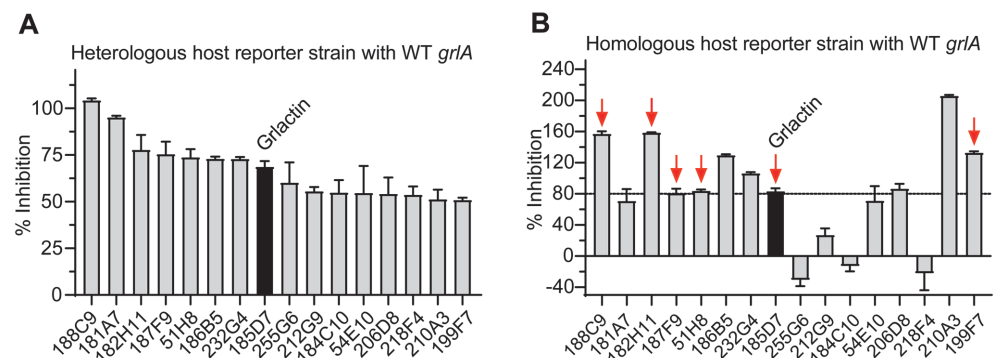 A
Heterologous host reporter strain with WT grlA
% Inhibition
100
75
50
25
0
Grlactin
188C9
181A7
182H11
187F9
51H8
186B5
232G4
185D7
255G6
212G9
184C10
54E10
206D8
218F4
210A3
199F7
B
Homologous host reporter strain with WT grlA
% Inhibition
240
200
160
120
80
40
0
-40
Grlactin
188C9
181A7
182H11
187F9
51H8
186B5
232G4
185D7
255G6
212G9
184C10
54E10
206D8
218F4
210A3
199F7